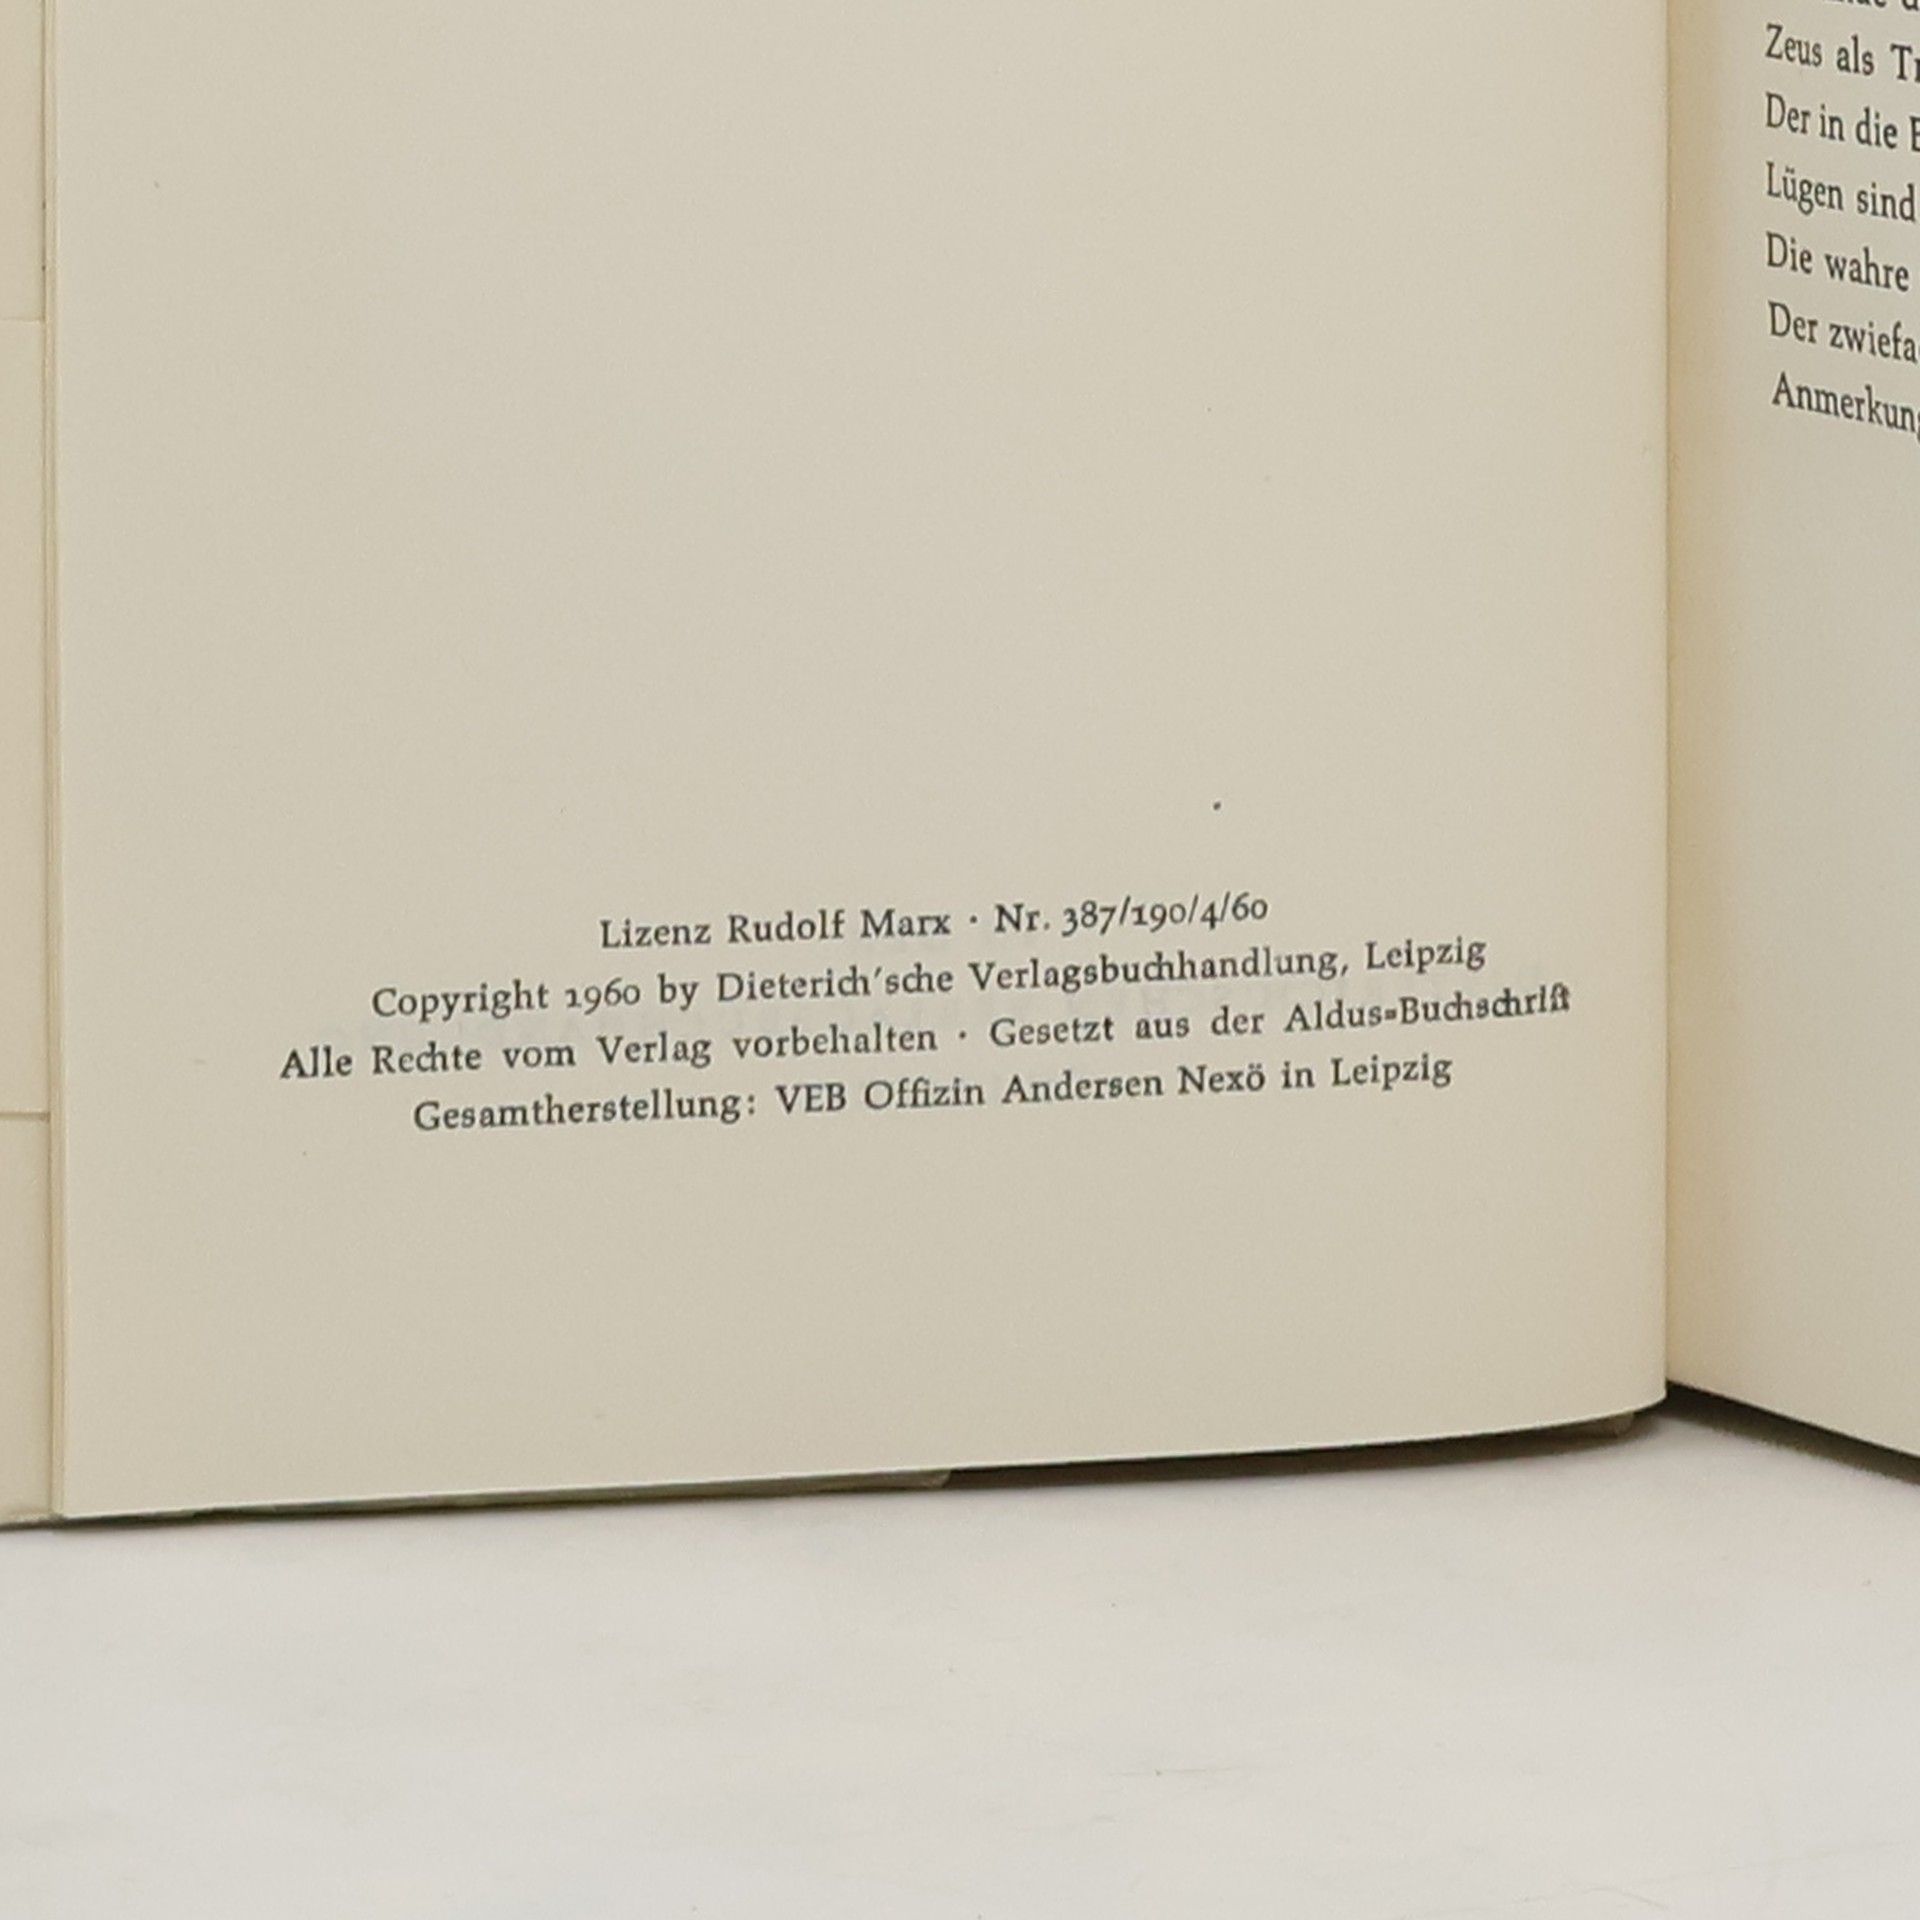 Lizenz Rudolf Marx · Nr. 387/190/4/60
Copyright 1960 by Dieterich'sche Verlagsbuchhandlung, Leipzig
Alle Rechte vom Verlag vorbehalten · Gesetzt aus der Aldus=Buchschrift
Gesamtherstellung: VEB Offizin Andersen Nexö in Leipzig
Zeus als
Der in die
Lügen sind
Die wahre
Der